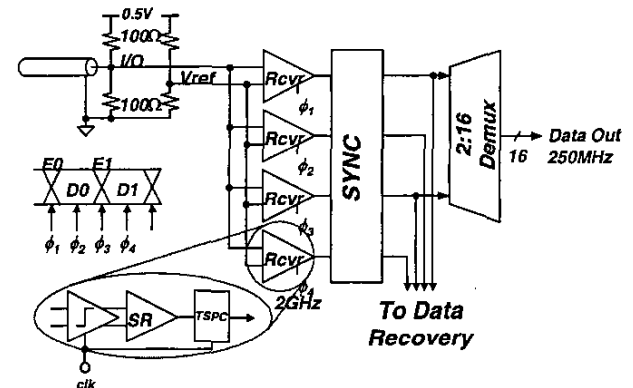 0.5V
100Ω
I/O
Vref
100Ω
Rcvr
ϕ1
Rcvr
ϕ2
Rcvr
ϕ3
Rcvr
ϕ4
2GHz
SYNC
2:16
Demux
16
Data Out
250MHz
E0 E1
D0 D1
ϕ1 ϕ2 ϕ3 ϕ4
To Data
Recovery
SR
TSPC
clk